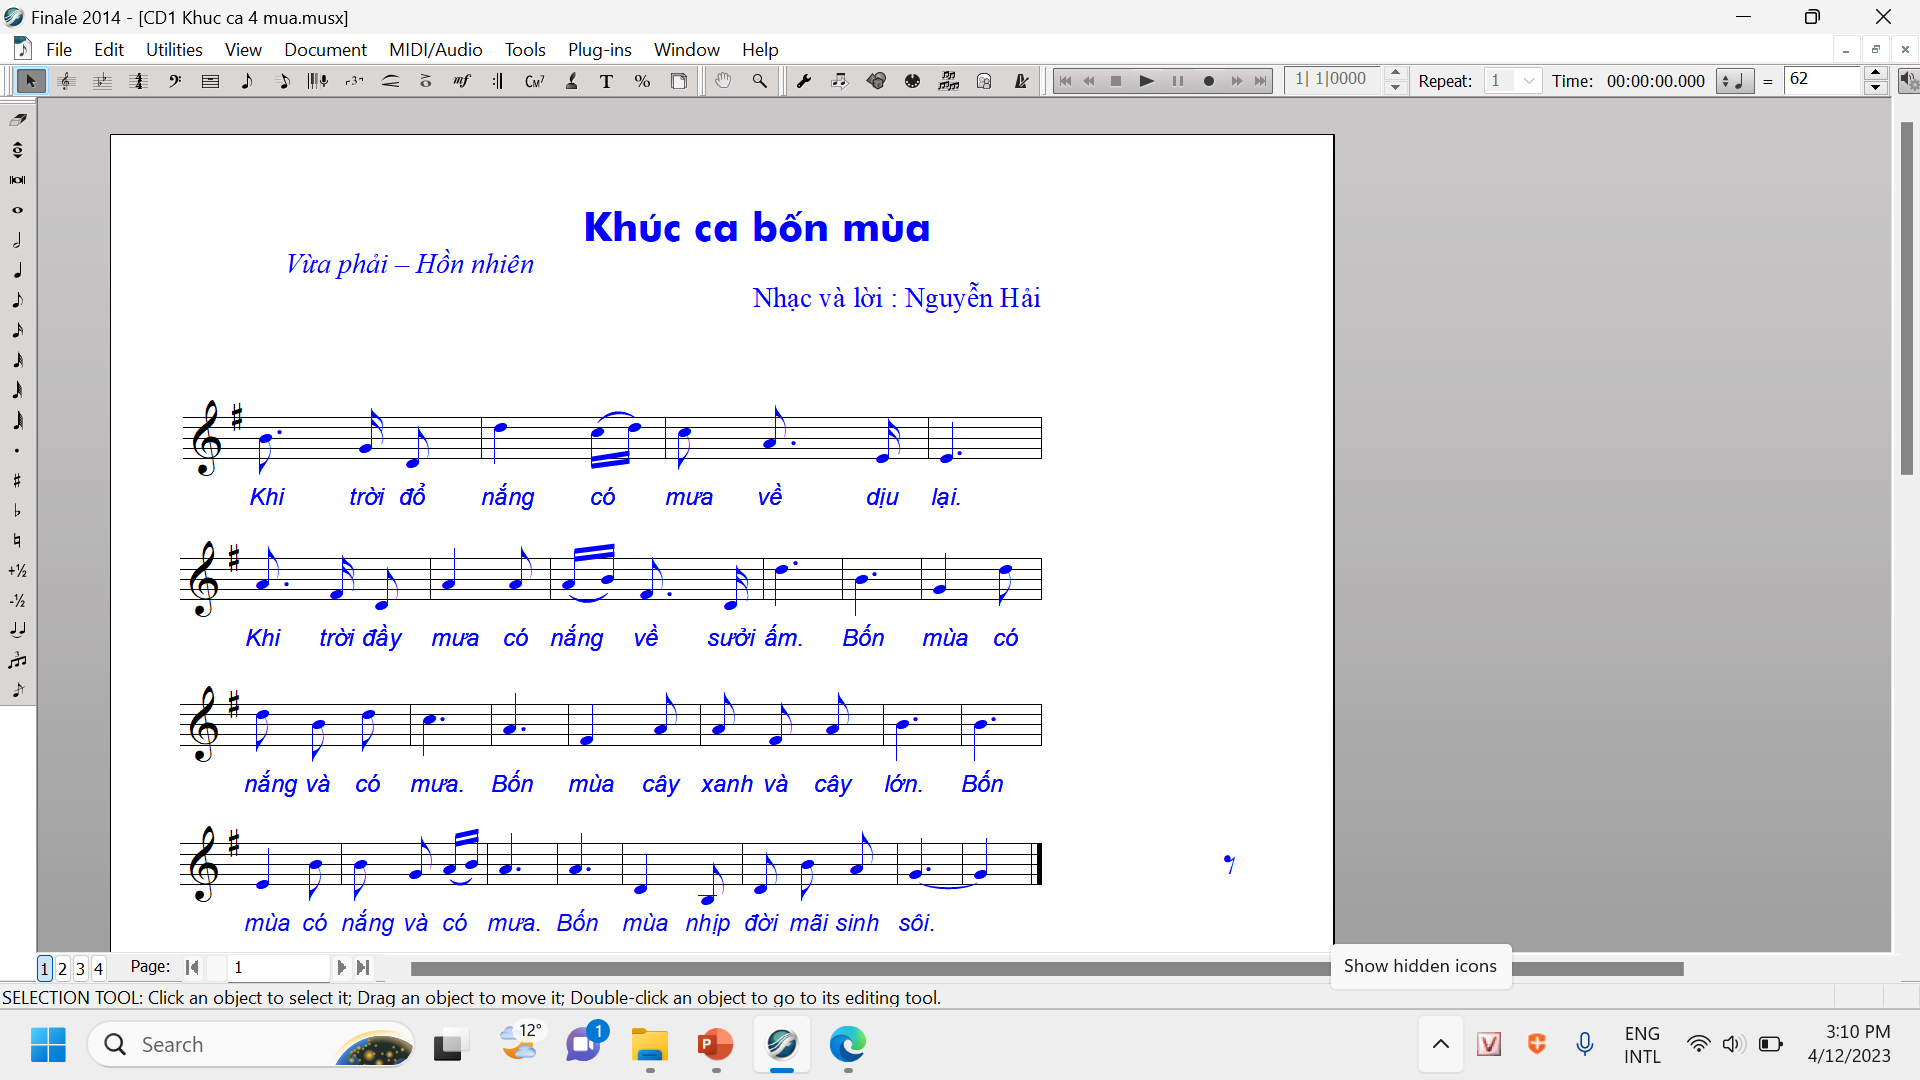 Finale 2014 - [CD1 Khuc ca 4 mua.musx]
File Edit Utilities View Document MIDI/Audio Tools Plug-ins Window Help
1| 1|0000 Repeat: 1 Time: 00:00:00.000 = 62
Khúc ca bốn mùa
Vừa phải – Hồn nhiên
Nhạc và lời : Nguyễn Hải
Khi trời đổ nắng có mưa về dịu lại.
Khi trời đầy mưa có nắng về sưởi ấm. Bốn mùa có
nắng và có mưa. Bốn mùa cây xanh và cây lớn. Bốn
mùa có nắng và có mưa. Bốn mùa nhịp đời mãi sinh sôi.
1 2 3 4 Page: 1
Show hidden icons
SELECTION TOOL: Click an object to select it; Drag an object to move it; Double-click an object to go to its editing tool.
Search
12°
1
ENG
INTL
3:10 PM
4/12/2023